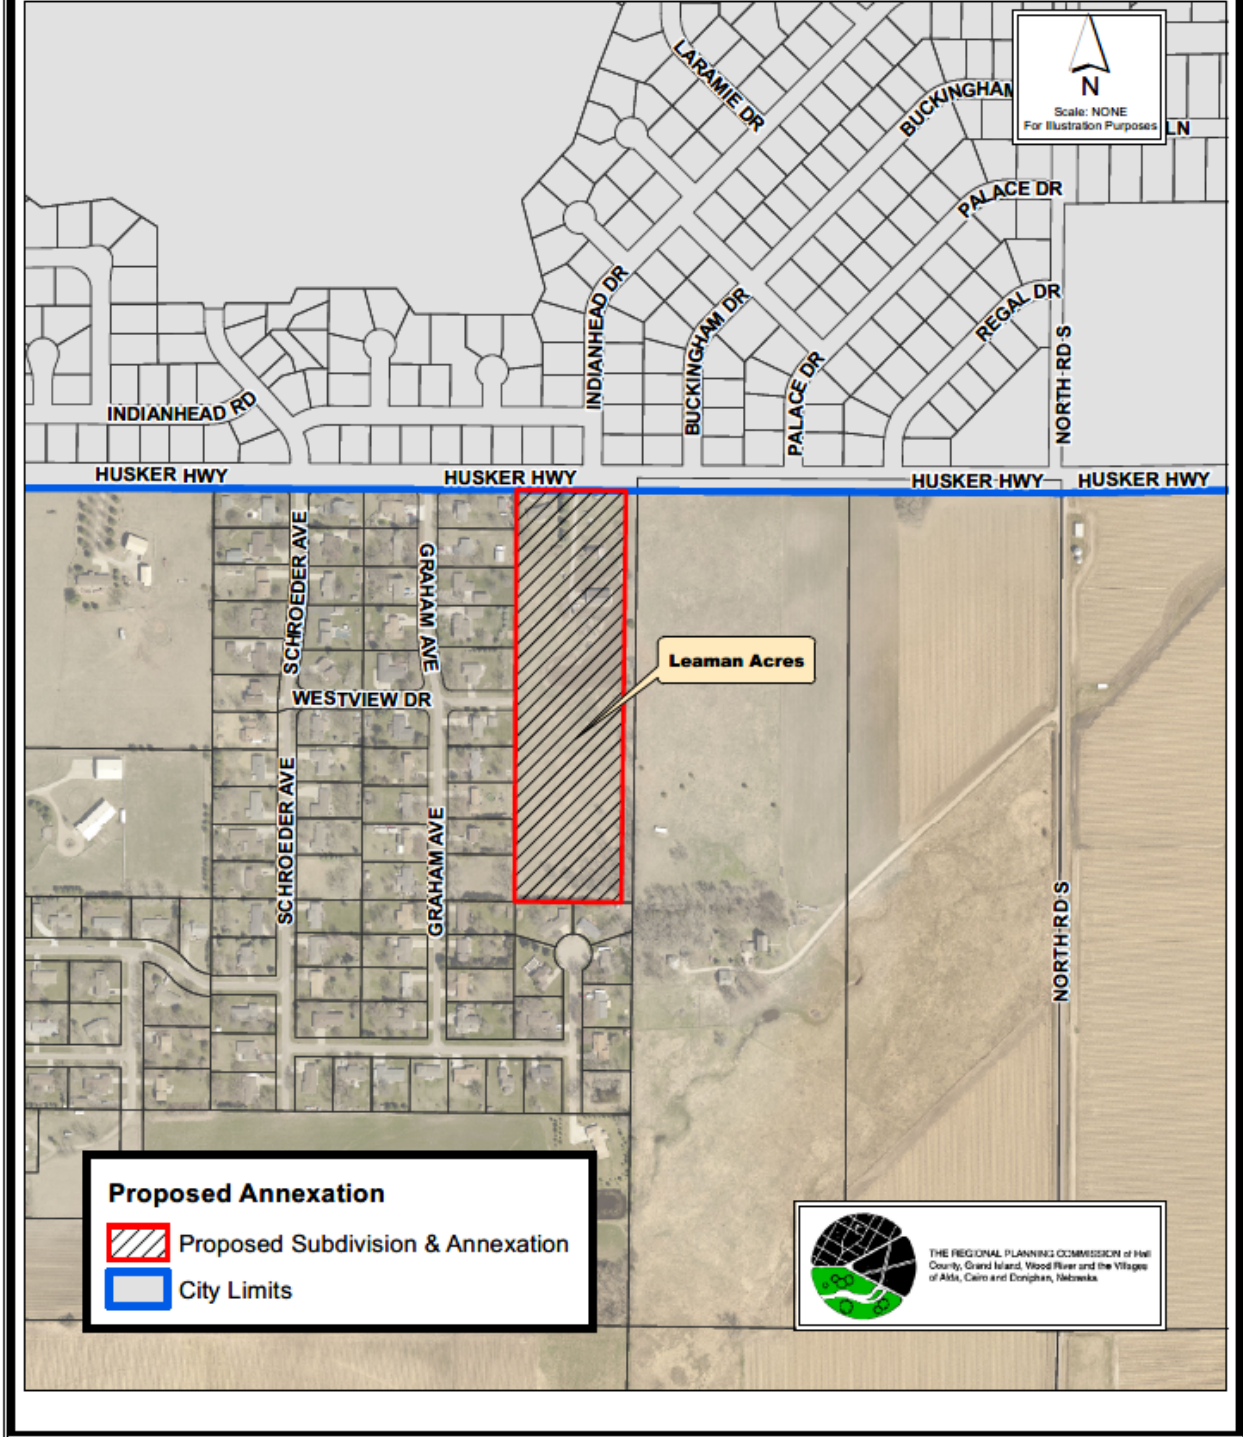 LARAMIE DR
BUCKINGHAM
N
Scale: NONE
For Illustration Purposes
LN
PALACE DR
INDIANHEAD DR
BUCKINGHAM DR
REGAL DR
PALACE DR
NORTH RD S
INDIANHEAD RD
HUSKER HWY
HUSKER HWY
HUSKER HWY
HUSKER HWY
SCHROEDER AVE
GRAHAM AVE
Leaman Acres
WESTVIEW DR
SCHROEDER AVE
GRAHAM AVE
NORTH RD S
Proposed Annexation
Proposed Subdivision & Annexation
City Limits
THE REGIONAL PLANNING COMMISSION of Hall
County, Grand Island, Wood River and the Villages
of Alda, Cairo and Doniphan, Nebraska